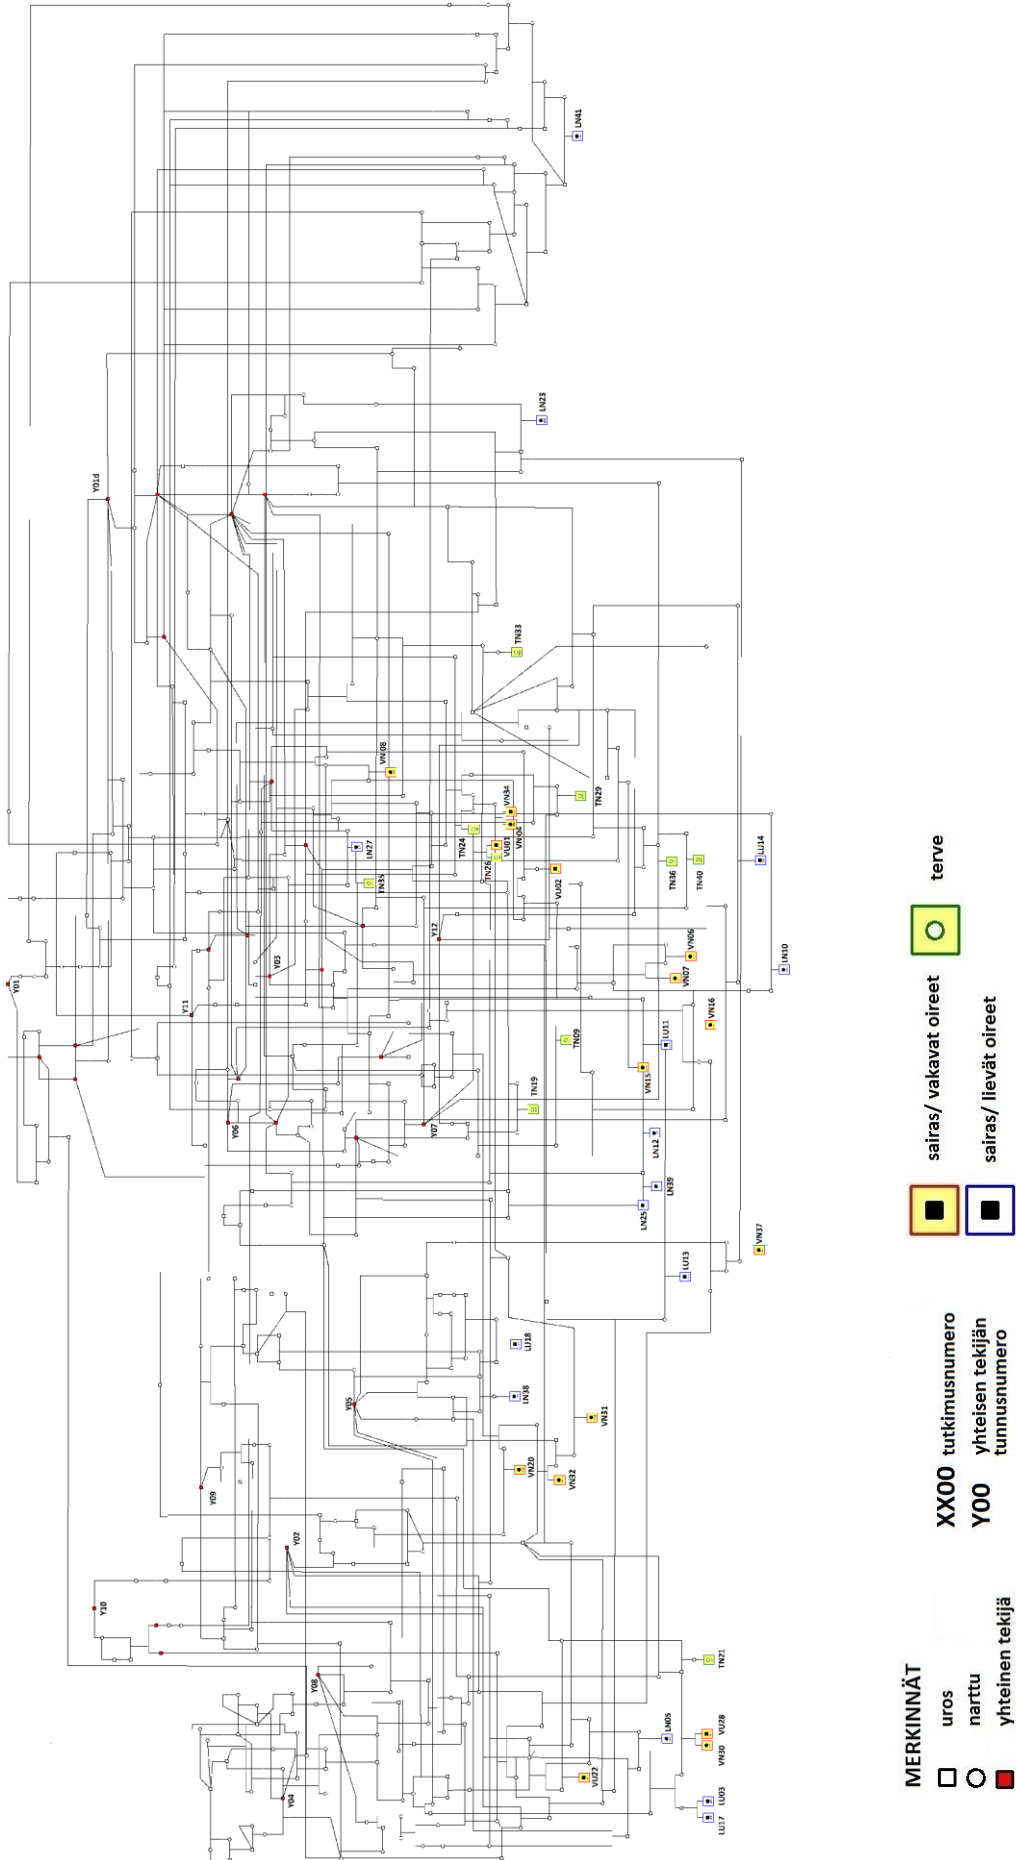 LN41
LN23
Y01d
TN33
VN08
TN29
VN34
VN04
TN24
VU01
TN26
LN27
TN35
VU02
TN36
TN40
LU14
Y12
Y03
Y01
VN06
VN07
LN10
Y11
VN16
LU11
TN09
VN15
TN19
Y06
Y07
LN12
LN39
LN25
VN37
LU13
LU18
LN38
Y05
VN31
VN20
VN32
Y09
Y02
Y10
Y08
TN21
Y04
LN05
VU28
VN30
VU22
LU03
LU17
MERKINNÄT
uros
narttu
yhteinen tekijä
XX00 tutkimusnumero
Y00 yhteisen tekijän
tunnusnumero
sairas/ vakavat oireet
sairas/ lievät oireet
terve